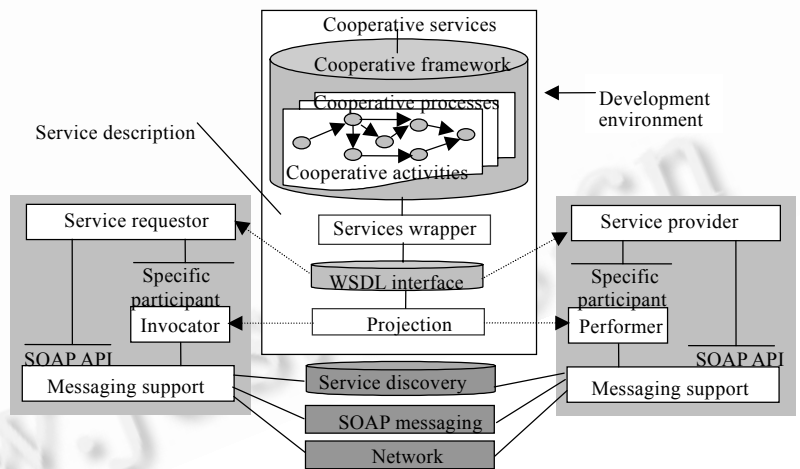 Cooperative services
Cooperative framework
Cooperative processes
Cooperative activities
Development
environment
Service description
Services wrapper
WSDL interface
Projection
Service requestor
Specific
participant
Invocator
SOAP API
Messaging support
Service provider
Specific
participant
Performer
SOAP API
Messaging support
Service discovery
SOAP messaging
Network